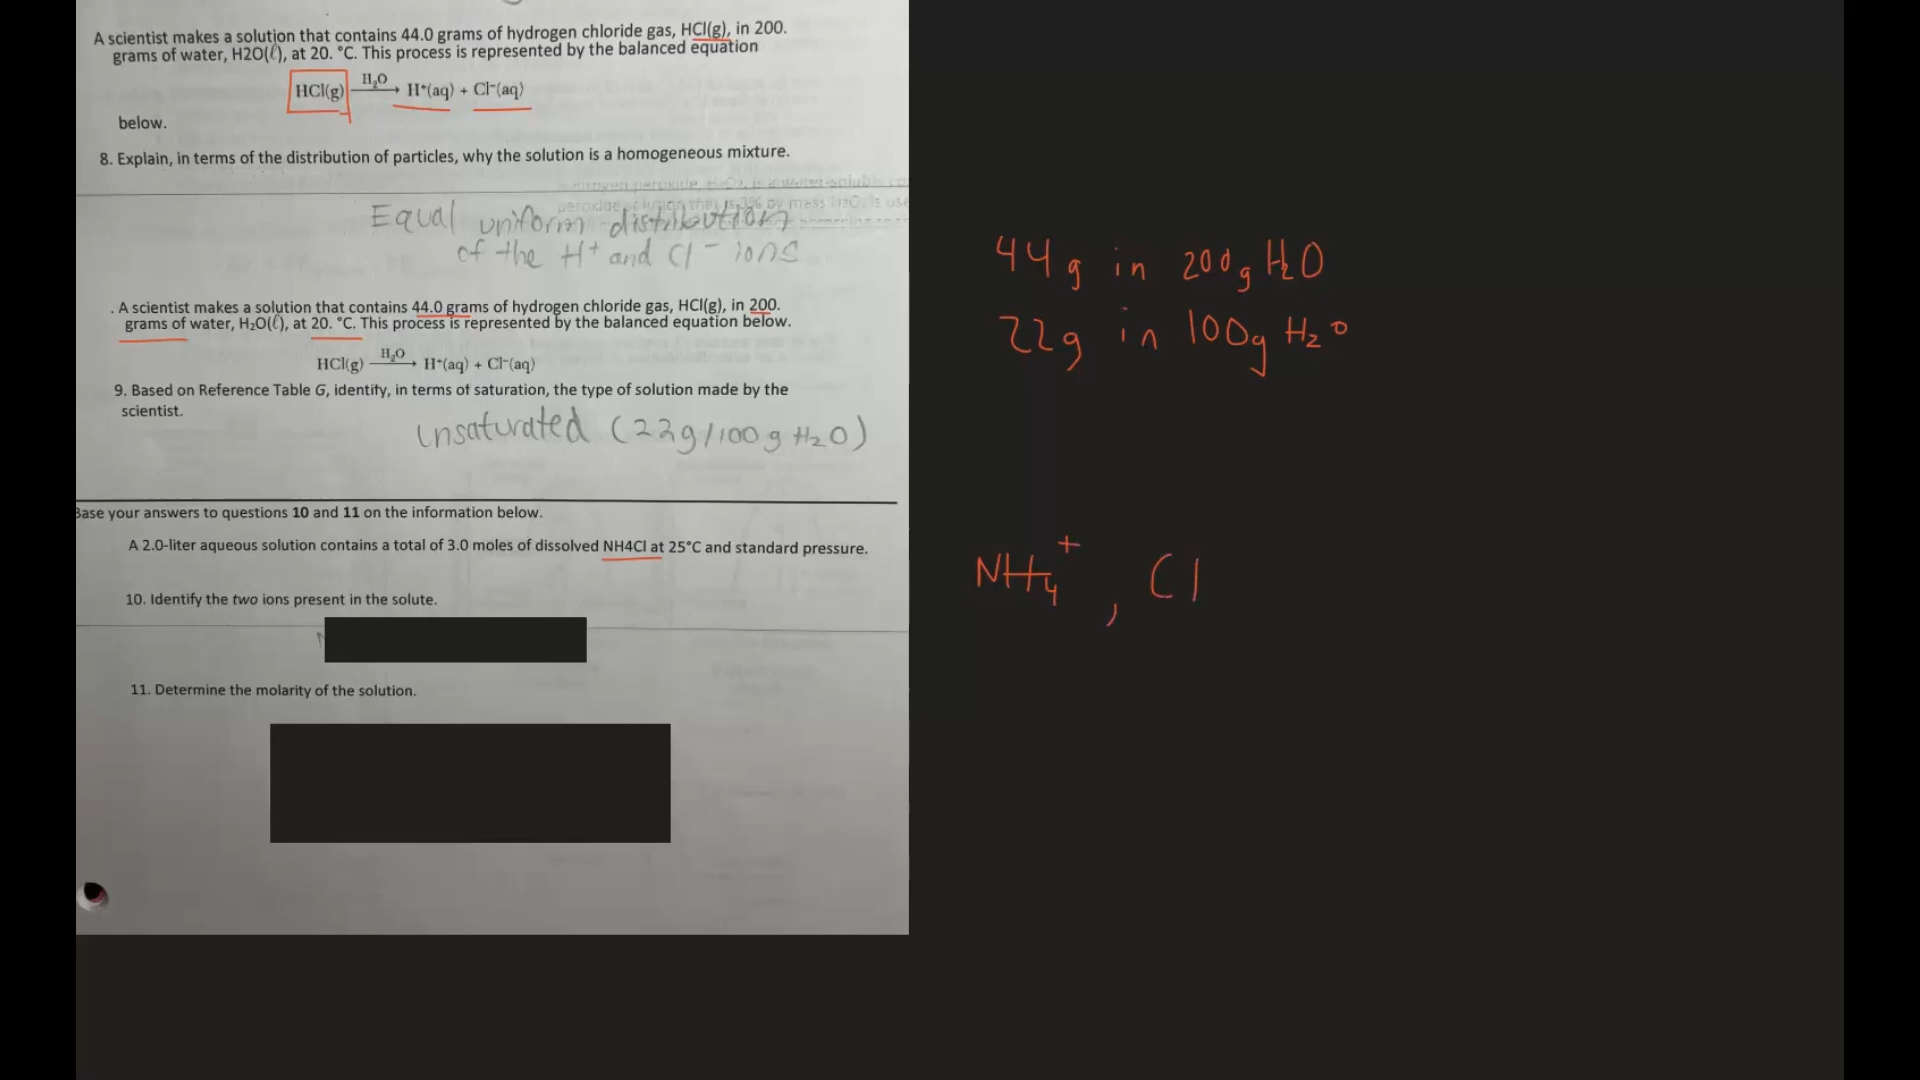 A scientist makes a solution that contains 44.0 grams of hydrogen chloride gas, HCl(g), in 200.
grams of water, H2O(ℓ), at 20. °C. This process is represented by the balanced equation
HCl(g) H₂O → H⁺(aq) + Cl⁻(aq)
below.
8. Explain, in terms of the distribution of particles, why the solution is a homogeneous mixture.
Equal uniform distribution
of the H⁺ and Cl⁻ ions
. A scientist makes a solution that contains 44.0 grams of hydrogen chloride gas, HCl(g), in 200.
grams of water, H₂O(ℓ), at 20. °C. This process is represented by the balanced equation below.
HCl(g) H₂O → H⁺(aq) + Cl⁻(aq)
9. Based on Reference Table G, identify, in terms of saturation, the type of solution made by the
scientist.
Unsaturated (22g/100g H₂O)
Base your answers to questions 10 and 11 on the information below.
A 2.0-liter aqueous solution contains a total of 3.0 moles of dissolved NH4Cl at 25°C and standard pressure.
10. Identify the two ions present in the solute.
11. Determine the molarity of the solution.
44g in 200g H₂O
22g in 100g H₂O
NH₄⁺, Cl